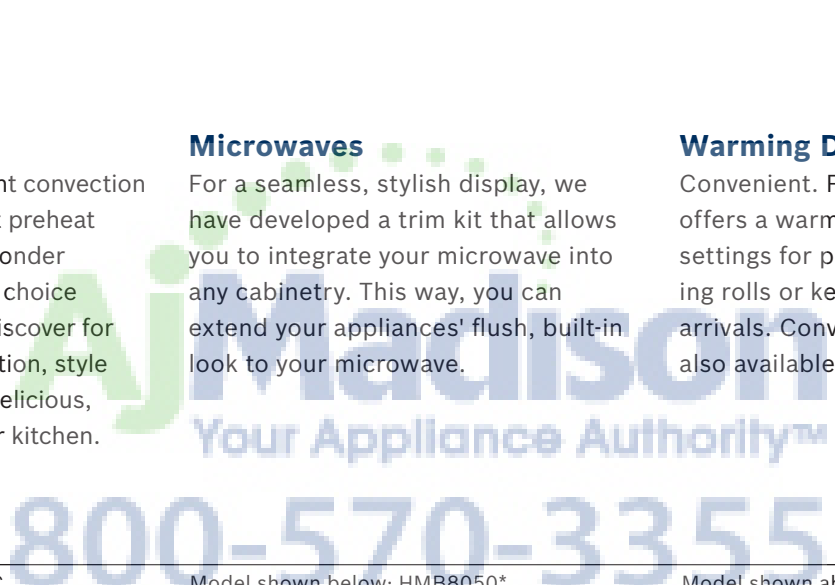 nt convection
preheat
onder
choice
iscover for
tion, style
elicious,
r kitchen.
Microwaves
For a seamless, stylish display, we
have developed a trim kit that allows
you to integrate your microwave into
any cabinetry. This way, you can
extend your appliances' flush, built-in
look to your microwave.
Model shown below: HMB8050*
Warming D
Convenient. F
offers a warm
settings for p
ing rolls or ke
arrivals. Conv
also available
Model shown ab
AjMadison
Your Appliance Authority™
800-570-3355